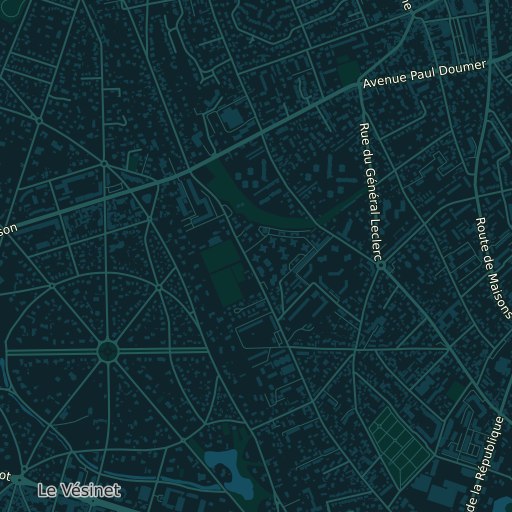 Avenue Paul Doumer
Rue du Général Leclerc
Route de Maisons
de la République
Le Vésinet